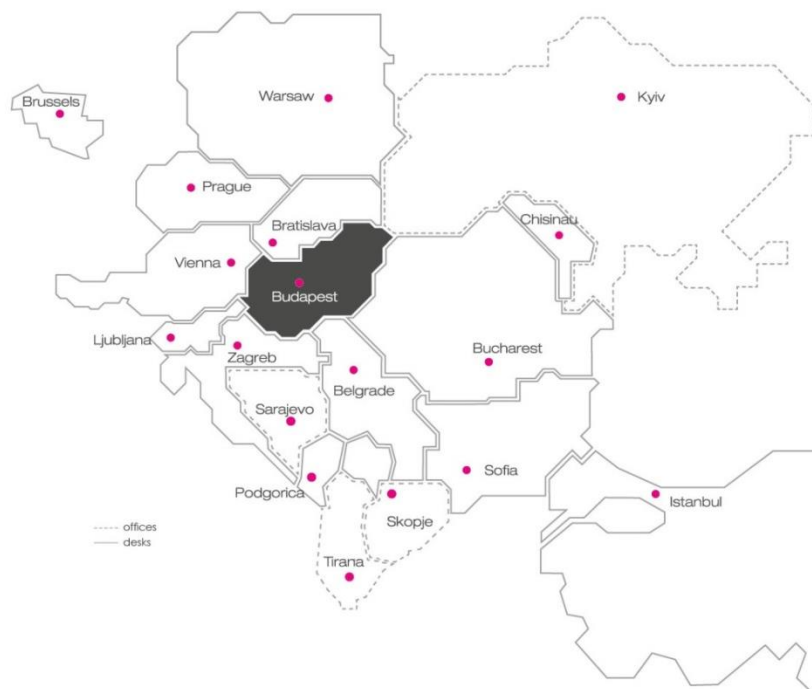 Warsaw
Kyiv
Brussels
Prague
Bratislava
Chisinau
Vienna
Budapest
Ljubljana
Zagreb
Bucharest
Belgrade
Sarajevo
Sofia
Podgorica
Istanbul
Skopje
offices
desks
Tirana